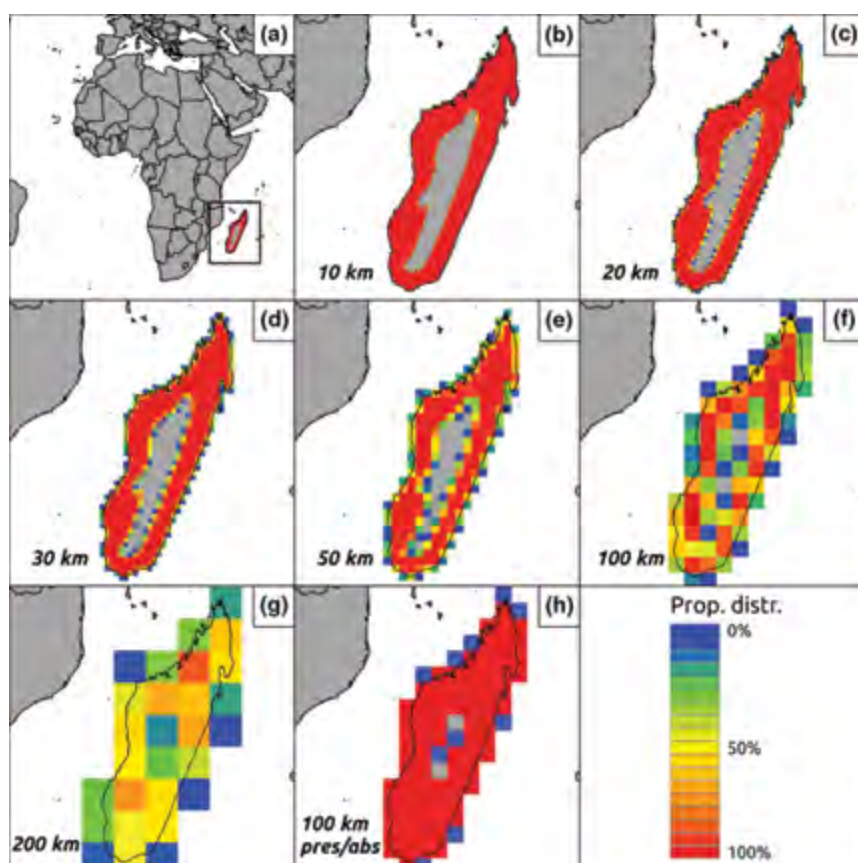 (a)
(b)
(c)
10 km
20 km
(d)
(e)
(f)
30 km
50 km
100 km
(g)
(h)
Prop. distr.
0%
50%
100%
200 km
100 km
pres/abs